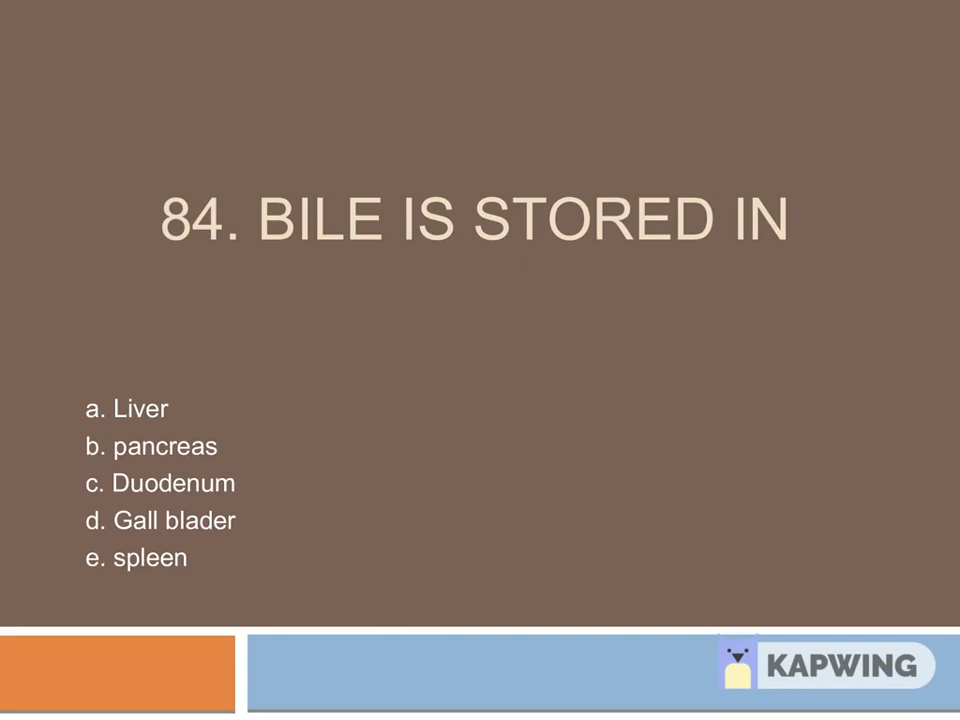 84. BILE IS STORED IN
a. Liver
b. pancreas
c. Duodenum
d. Gall blader
e. spleen
KAPWING